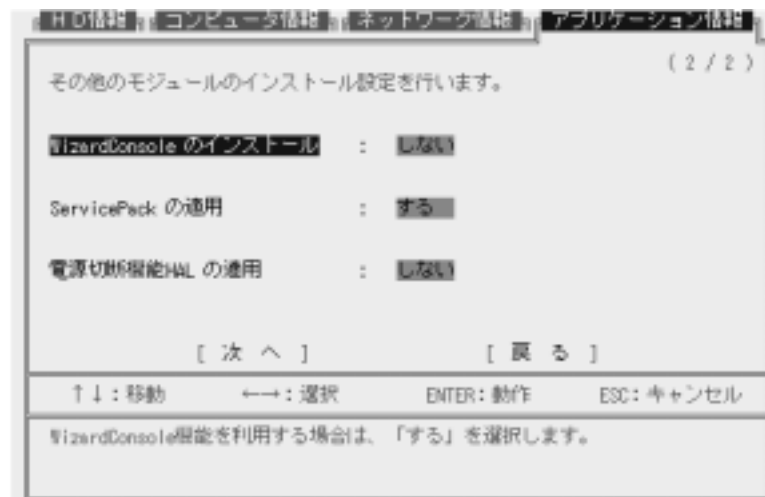 HD情報 コンピュータ情報 ネットワーク情報 アプリケーション情報
(2/2)
その他のモジュールのインストール設定を行います。
WizardConsole のインストール : しない
ServicePack の適用 : する
電源切断機能HAL の適用 : しない
[ 次 へ ] [ 戻 る ]
↑↓:移動 ←→:選択 ENTER:動作 ESC:キャンセル
WizardConsole機能を利用する場合は、「する」を選択します。